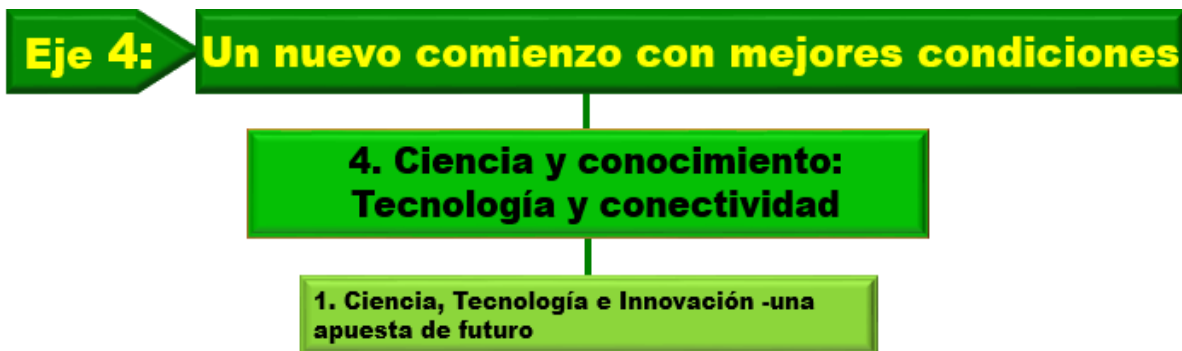 Eje 4:
Un nuevo comienzo con mejores condiciones
4. Ciencia y conocimiento:
Tecnología y conectividad
1. Ciencia, Tecnología e Innovación -una
apuesta de futuro